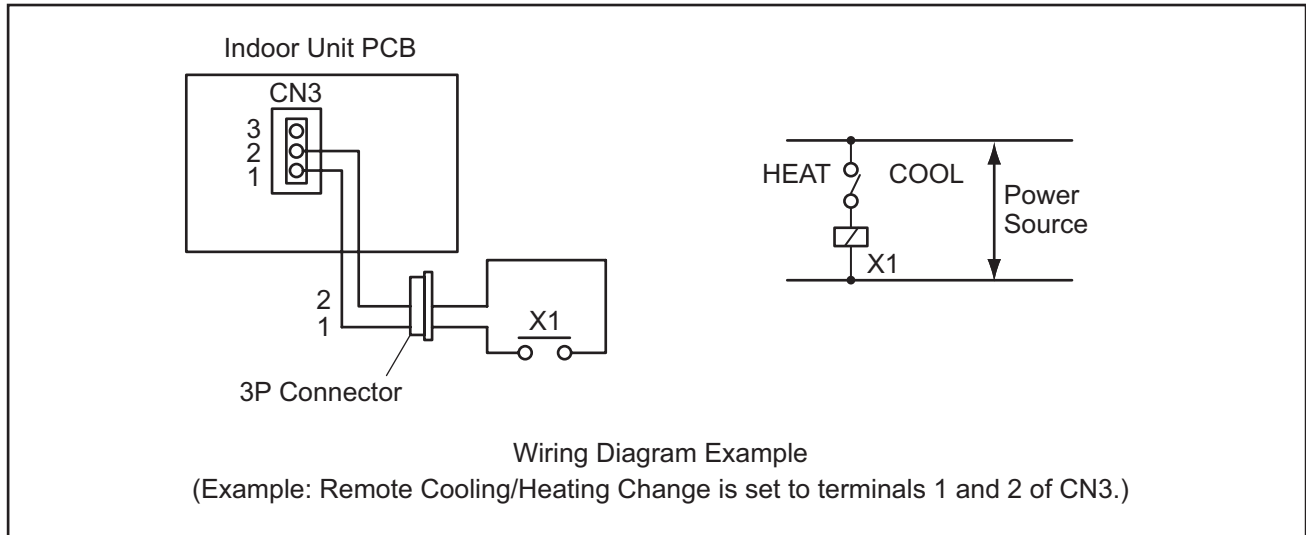 Indoor Unit PCB
CN3
3
2
1
2
1
X1
3P Connector
HEAT COOL
Power
Source
X1
Wiring Diagram Example
(Example: Remote Cooling/Heating Change is set to terminals 1 and 2 of CN3.)